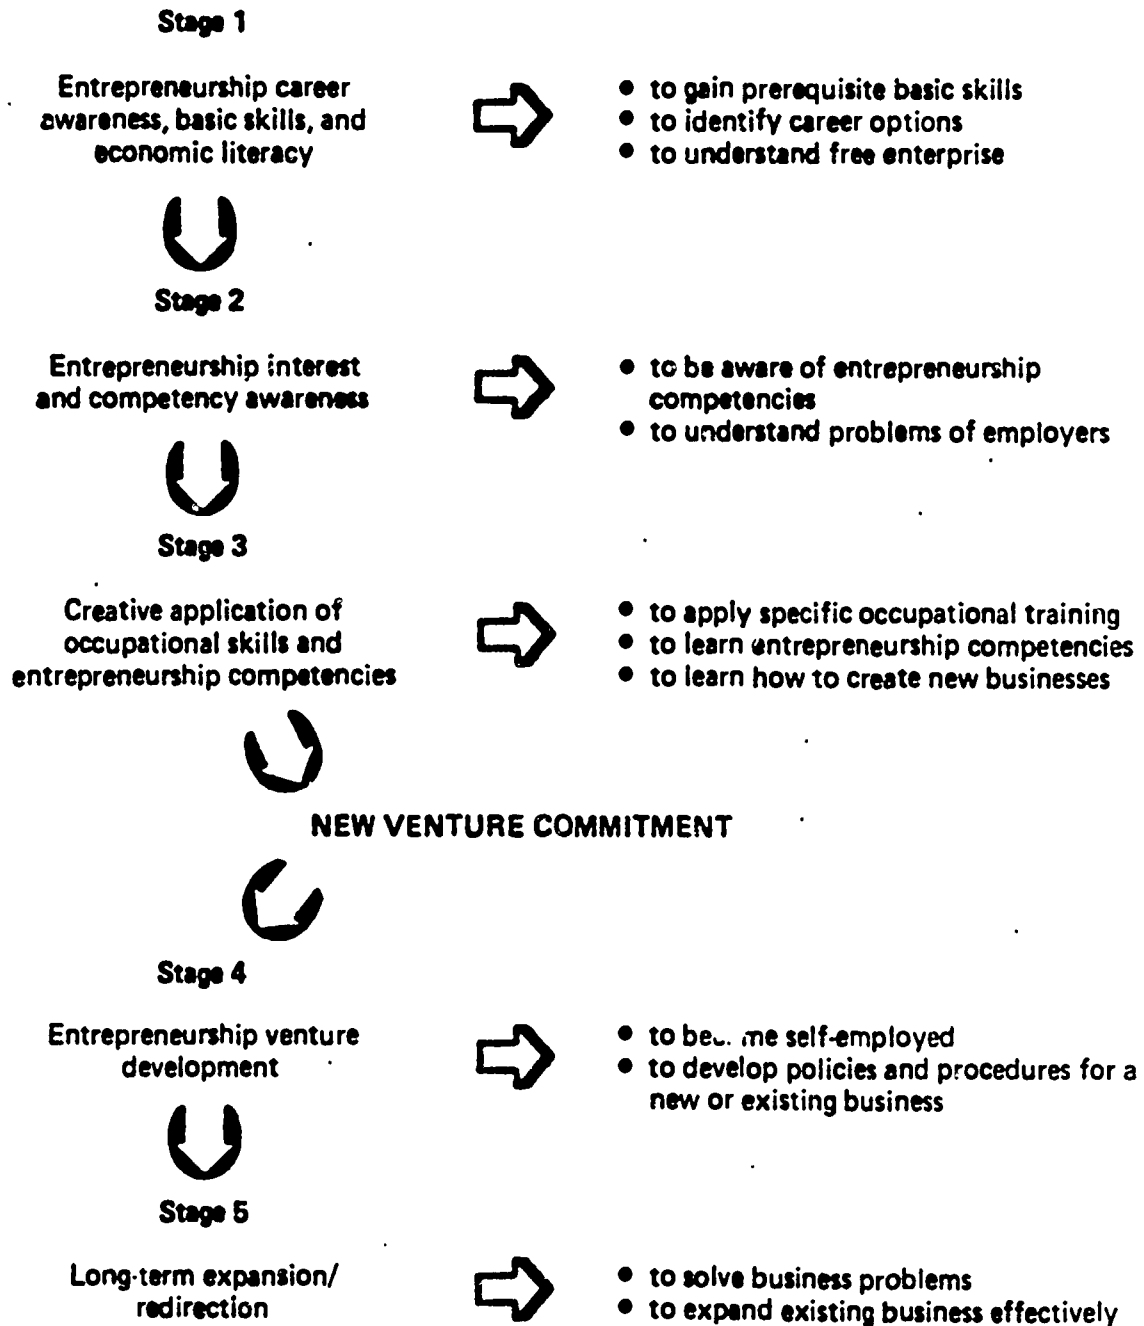 Stage 1
Entrepreneurship career
awareness, basic skills, and
economic literacy
• to gain prerequisite basic skills
• to identify career options
• to understand free enterprise
Stage 2
Entrepreneurship interest
and competency awareness
• to be aware of entrepreneurship
competencies
• to understand problems of employers
Stage 3
Creative application of
occupational skills and
entrepreneurship competencies
• to apply specific occupational training
• to learn entrepreneurship competencies
• to learn how to create new businesses
NEW VENTURE COMMITMENT
Stage 4
Entrepreneurship venture
development
• to self-employed
• to develop policies and procedures for a
new or existing business
Stage 5
Long-term expansion/
redirection
• to solve business problems
• to expand existing business effectively